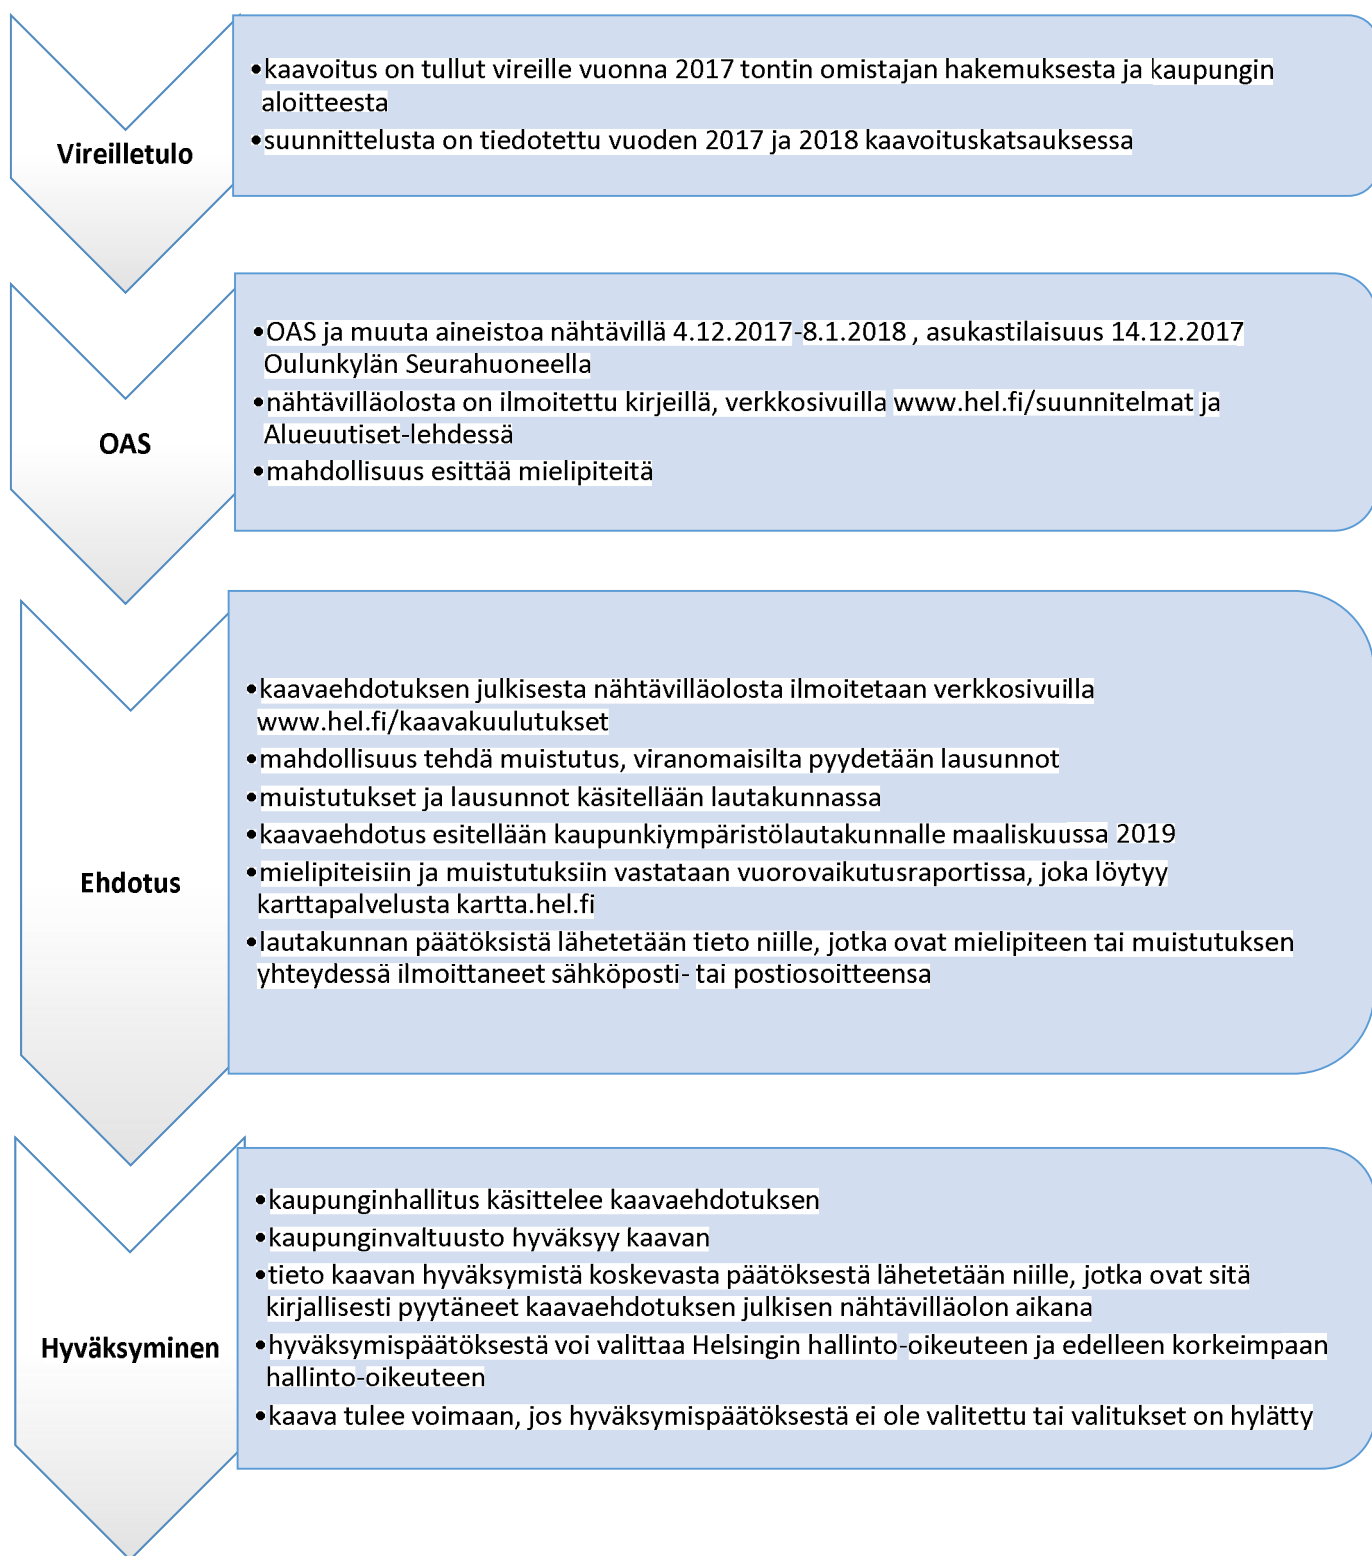 Vireilletulo
•kaavoitus on tullut vireille vuonna 2017 tontin omistajan hakemuksesta ja kaupungin
aloitteesta
•suunnittelusta on tiedotettu vuoden 2017 ja 2018 kaavoituskatsauksessa
OAS
•OAS ja muuta aineistoa nähtävillä 4.12.2017-8.1.2018 , asukastilaisuus 14.12.2017
Oulunkylän Seurahuoneella
•nähtävilläolosta on ilmoitettu kirjeillä, verkkosivuilla www.hel.fi/suunnitelmat ja
Alueuutiset-lehdessä
•mahdollisuus esittää mielipiteitä
Ehdotus
•kaavaehdotuksen julkisesta nähtävilläolosta ilmoitetaan verkkosivuilla
www.hel.fi/kaavakuulutukset
•mahdollisuus tehdä muistutus, viranomaisilta pyydetään lausunnot
•muistutukset ja lausunnot käsitellään lautakunnassa
•kaavaehdotus esitellään kaupunkiympäristölautakunnalle maaliskuussa 2019
•mielipiteisiin ja muistutuksiin vastataan vuorovaikutusraportissa, joka löytyy
karttapalvelusta kartta.hel.fi
•lautakunnan päätöksistä lähetetään tieto niille, jotka ovat mielipiteen tai muistutuksen
yhteydessä ilmoittaneet sähköposti- tai postiosoitteensa
Hyväksyminen
•kaupunginhallitus käsittelee kaavaehdotuksen
•kaupunginvaltuusto hyväksyy kaavan
•tieto kaavan hyväksymistä koskevasta päätöksestä lähetetään niille, jotka ovat sitä
kirjallisesti pyytäneet kaavaehdotuksen julkisen nähtävilläolon aikana
•hyväksymispäätöksestä voi valittaa Helsingin hallinto-oikeuteen ja edelleen korkeimpaan
hallinto-oikeuteen
•kaava tulee voimaan, jos hyväksymispäätöksestä ei ole valitettu tai valitukset on hylätty